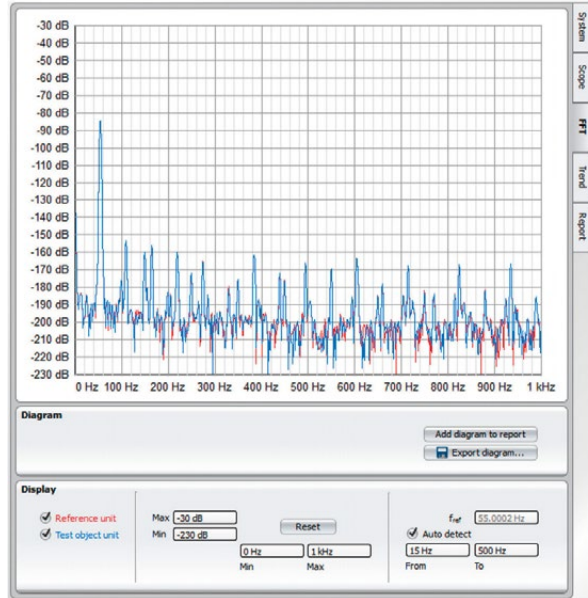 -30 dB
-40 dB
-50 dB
-60 dB
-70 dB
-80 dB
-90 dB
-100 dB
-110 dB
-120 dB
-130 dB
-140 dB
-150 dB
-160 dB
-170 dB
-180 dB
-190 dB
-200 dB
-210 dB
-220 dB
-230 dB
0 Hz 100 Hz 200 Hz 300 Hz 400 Hz 500 Hz 600 Hz 700 Hz 800 Hz 900 Hz 1 kHz
System
Scope
FFT
Trend
Report
Diagram
Add diagram to report
Export diagram...
Display
Reference unit
Test object unit
Max -30 dB
Min -230 dB
Reset
0 Hz 1 kHz
Min Max
fref 55.0002 Hz
Auto detect
15 Hz 500 Hz
From To